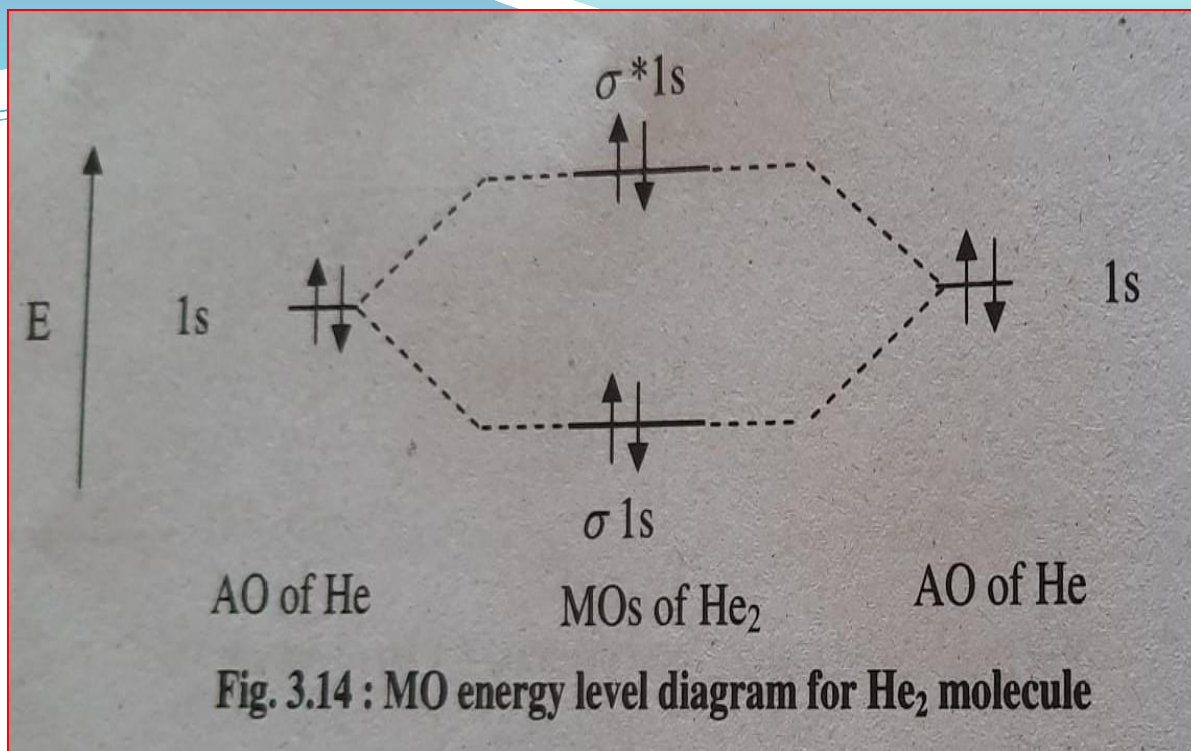 σ*1s
E
1s
1s
σ 1s
AO of He
MOs of He₂
AO of He
Fig. 3.14 : MO energy level diagram for He₂ molecule